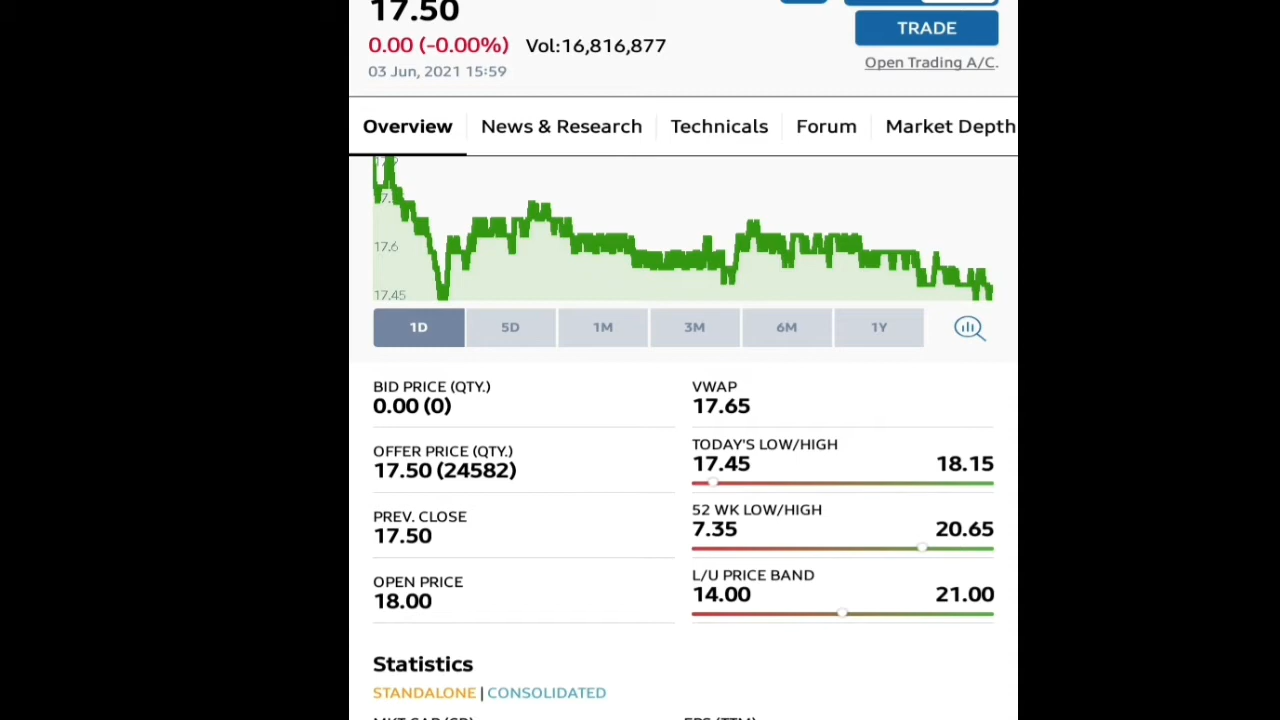 17.50
0.00 (-0.00%) Vol:16,816,877
TRADE
03 Jun, 2021 15:59
Open Trading A/C.
Overview News & Research Technicals Forum Market Depth
17.6
17.45
1D 5D 1M 3M 6M 1Y
BID PRICE (QTY.)
0.00 (0)
VWAP
17.65
OFFER PRICE (QTY.)
17.50 (24582)
TODAY'S LOW/HIGH
17.45 18.15
PREV. CLOSE
17.50
52 WK LOW/HIGH
7.35 20.65
OPEN PRICE
18.00
L/U PRICE BAND
14.00 21.00
Statistics
STANDALONE | CONSOLIDATED